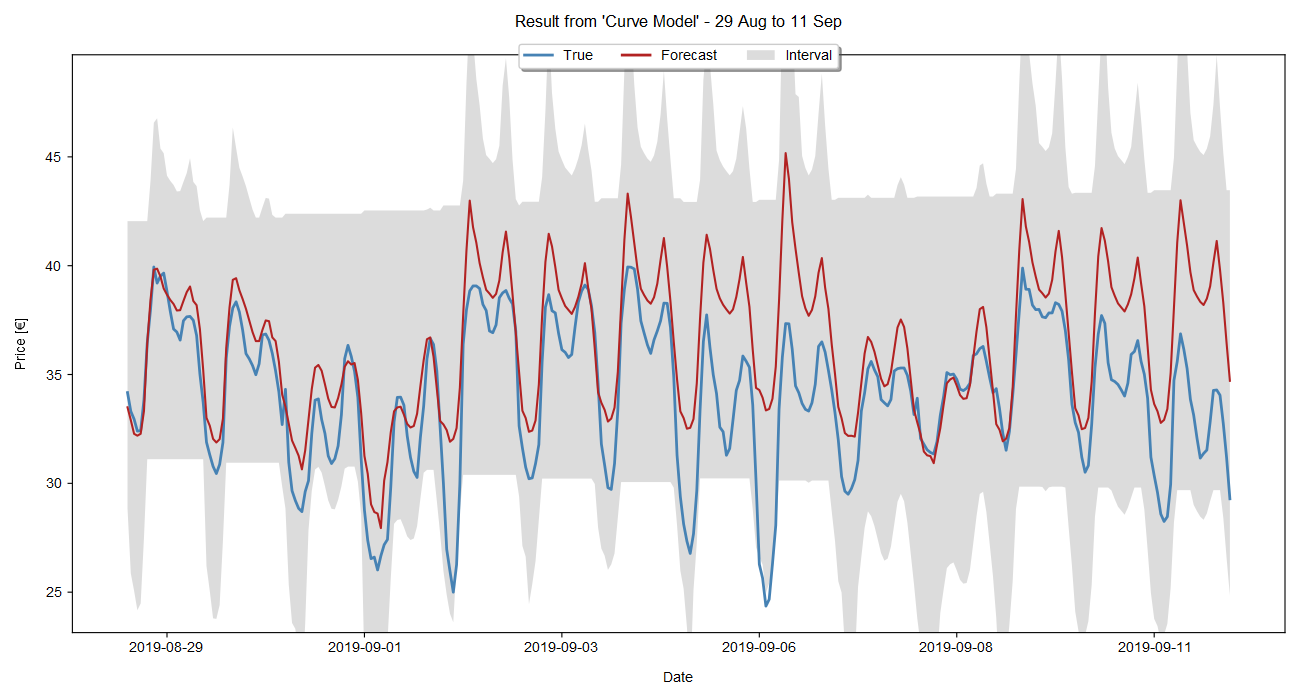 Result from 'Curve Model' - 29 Aug to 11 Sep
True Forecast Interval
Price [€]
45
40
35
30
25
2019-08-29 2019-09-01 2019-09-03 2019-09-06 2019-09-08 2019-09-11
Date